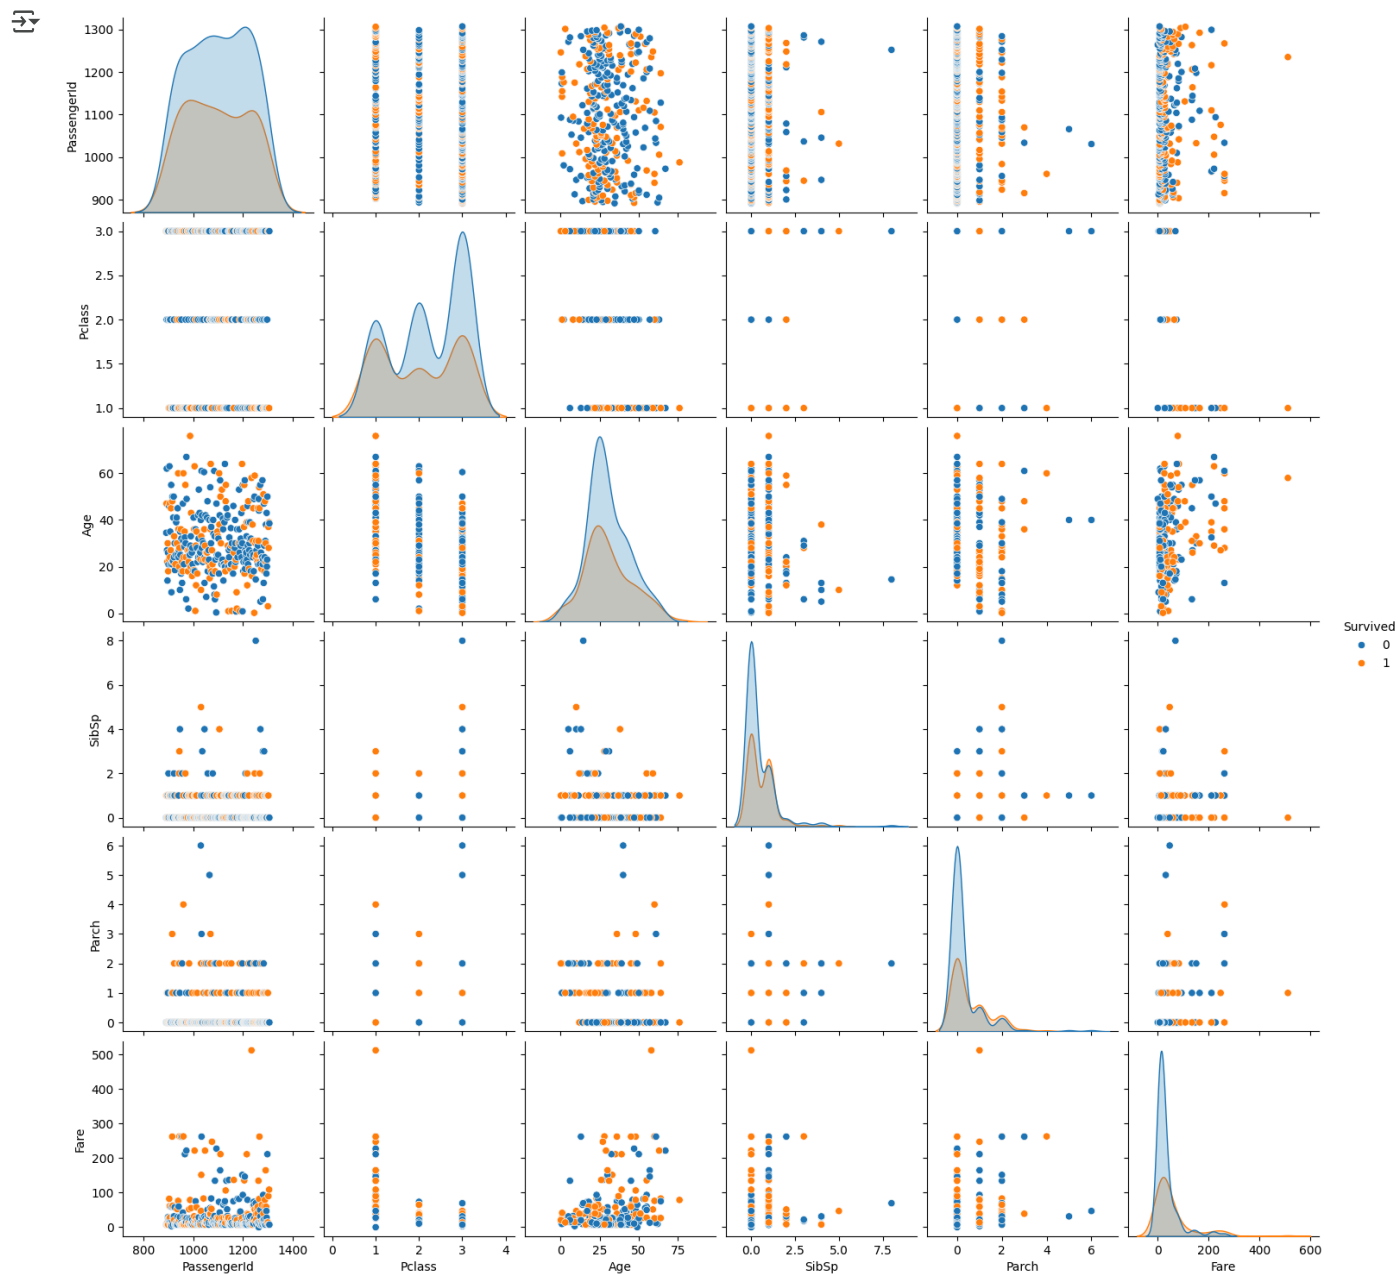 1300
1200
1100
1000
900
PassengerId
3.0
2.5
2.0
1.5
1.0
Pclass
60
40
20
0
Age
Survived
0
1
8
6
4
2
0
SibSp
6
5
4
3
2
1
0
Parch
500
400
300
200
100
0
Fare
800 1000 1200 1400
0 1 2 3 4
0 25 50 75
0.0 2.5 5.0 7.5
0 2 4 6
0 200 400 600
PassengerId Pclass Age SibSp Parch Fare